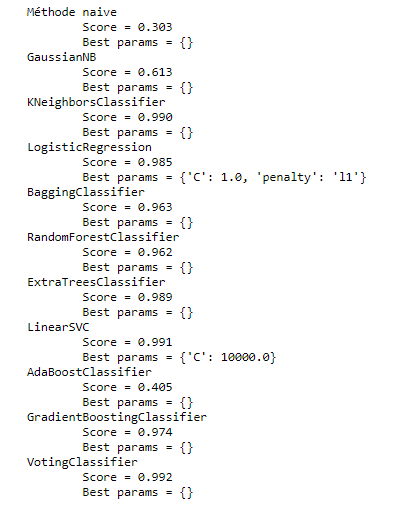 Méthode naive
Score = 0.303
Best params = {}
GaussianNB
Score = 0.613
Best params = {}
KNeighborsClassifier
Score = 0.990
Best params = {}
LogisticRegression
Score = 0.985
Best params = {'C': 1.0, 'penalty': 'l1'}
BaggingClassifier
Score = 0.963
Best params = {}
RandomForestClassifier
Score = 0.962
Best params = {}
ExtraTreesClassifier
Score = 0.989
Best params = {}
LinearSVC
Score = 0.991
Best params = {'C': 10000.0}
AdaBoostClassifier
Score = 0.405
Best params = {}
GradientBoostingClassifier
Score = 0.974
Best params = {}
VotingClassifier
Score = 0.992
Best params = {}